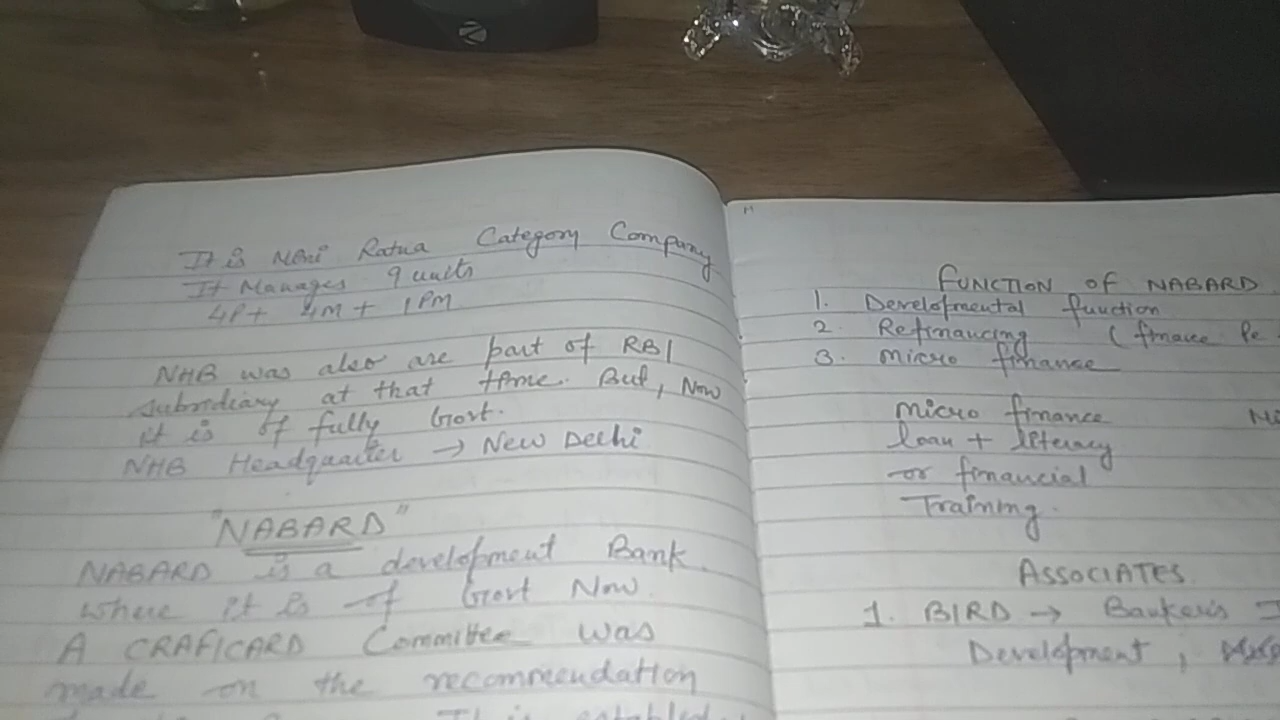 It is Mini Ratna Category Company
It Manages 9 units
4P + 4M + 1PM
NHB was also are part of RBI
subsidiary at that time. But, Now
it is of fully Govt.
NHB Headquarter → New Delhi
"NABARD"
NABARD is a development Bank
where it is of Govt Now
A CRAFICARD Committee was
made on the recommendation
It is
FUNCTION OF NABARD
1. Developmental function
2. Refinancing (finance
3. micro finance
micro finance
loan + literacy
or financial
Training.
ASSOCIATES
1. BIRD → Banker's
Development,